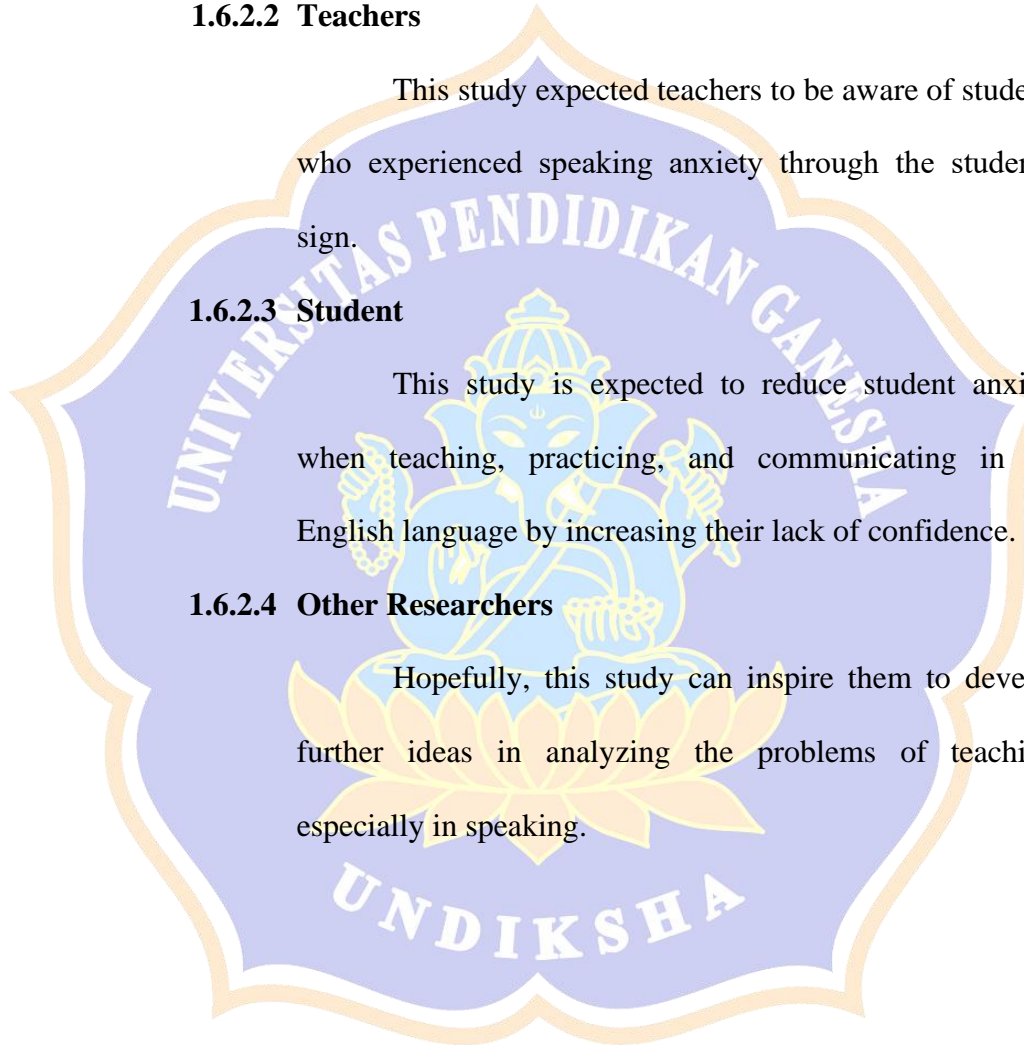 1.6.2.2 Teachers
This study expected teachers to be aware of stude
who experienced speaking anxiety through the studen
sign.
1.6.2.3 Student
This study is expected to reduce student anxi
when teaching, practicing, and communicating in
English language by increasing their lack of confidence.
1.6.2.4 Other Researchers
Hopefully, this study can inspire them to deve
further ideas in analyzing the problems of teachi
especially in speaking.
UNIVERSITAS PENDIDIKAN GANESHA
UNDIKSHA